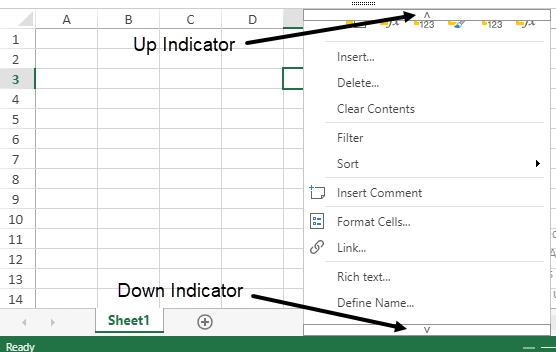 A B C D
Up Indicator
123 fx 123
1
2
3
4
5
6
7
8
9
10
11
12
13
14
Insert...
Delete...
Clear Contents
Filter
Sort
Insert Comment
Format Cells...
Link...
Rich text...
Define Name...
Down Indicator
Sheet1
Ready